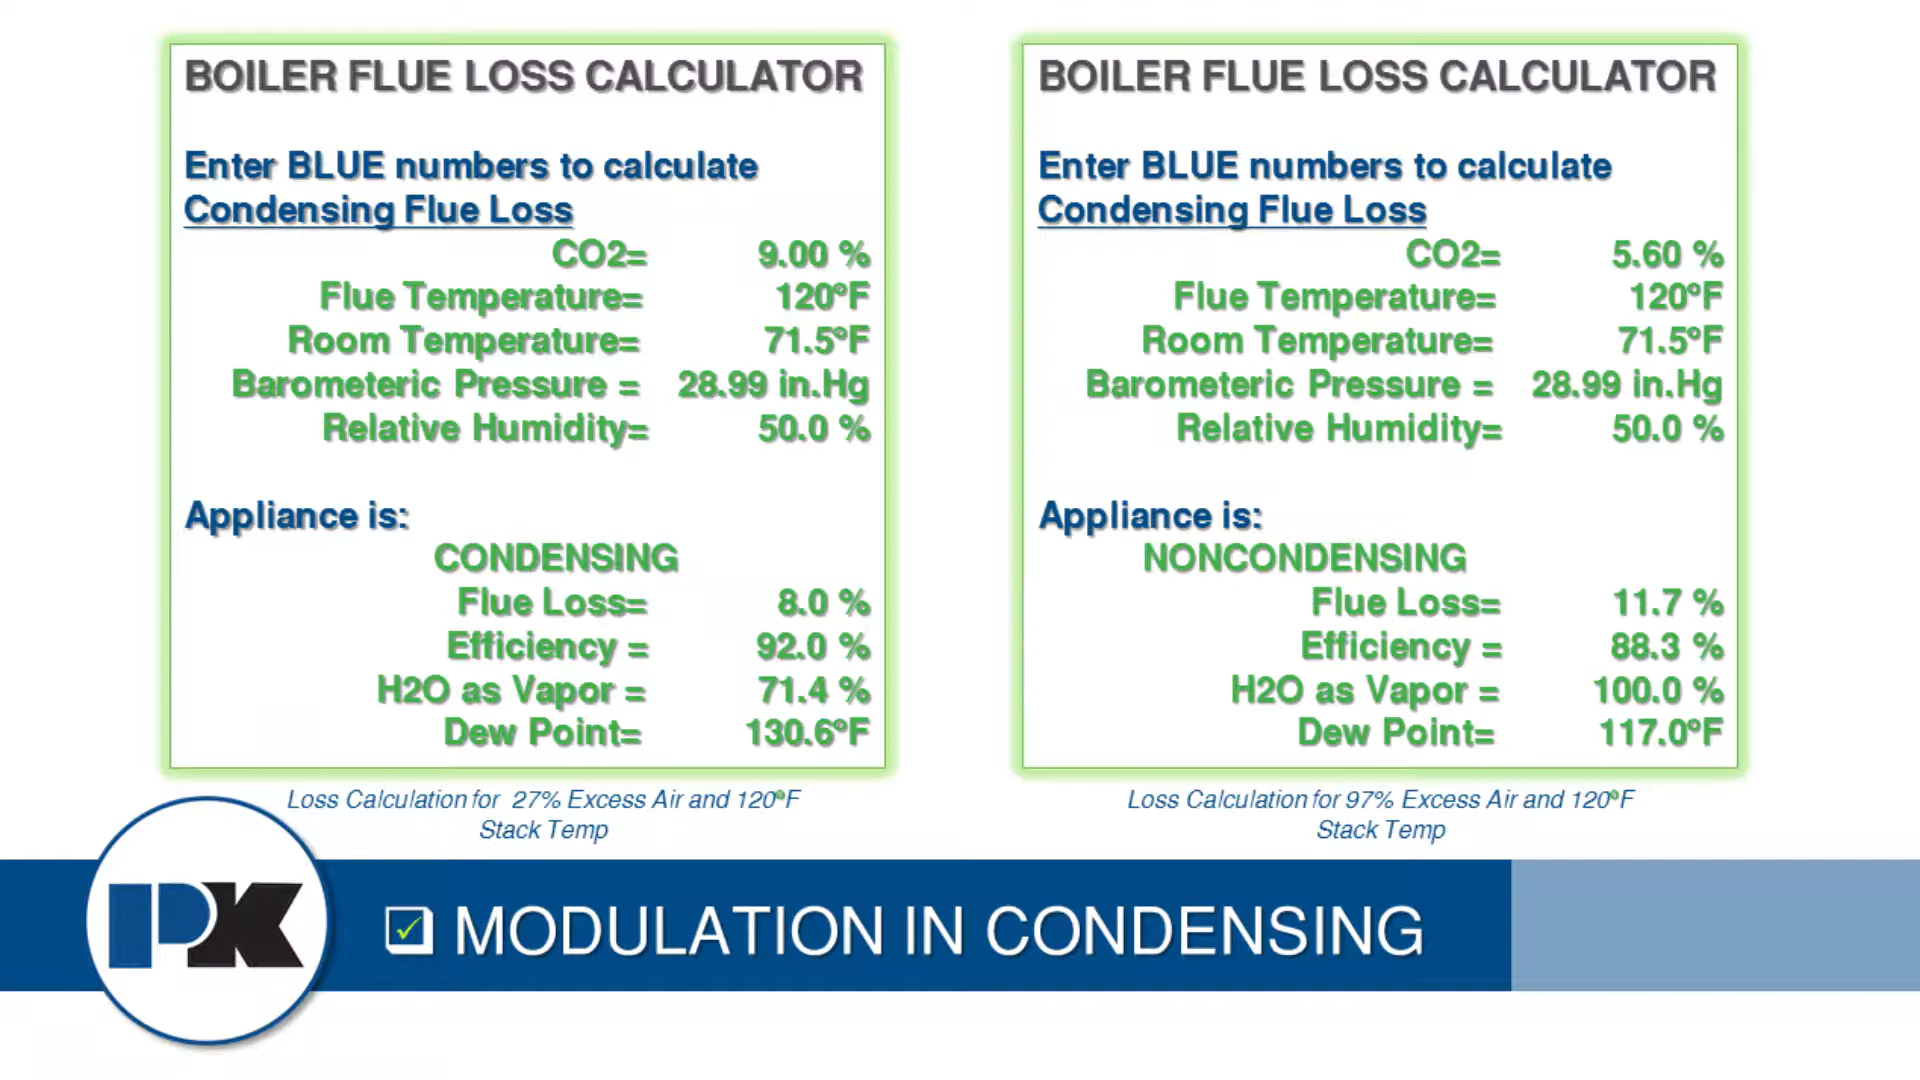 BOILER FLUE LOSS CALCULATOR
Enter BLUE numbers to calculate
Condensing Flue Loss
CO2= 9.00 %
Flue Temperature= 120°F
Room Temperature= 71.5°F
Barometeric Pressure = 28.99 in.Hg
Relative Humidity= 50.0 %
Appliance is:
CONDENSING
Flue Loss= 8.0 %
Efficiency = 92.0 %
H2O as Vapor = 71.4 %
Dew Point= 130.6°F
Loss Calculation for 27% Excess Air and 120°F
Stack Temp
BOILER FLUE LOSS CALCULATOR
Enter BLUE numbers to calculate
Condensing Flue Loss
CO2= 5.60 %
Flue Temperature= 120°F
Room Temperature= 71.5°F
Barometeric Pressure = 28.99 in.Hg
Relative Humidity= 50.0 %
Appliance is:
NONCONDENSING
Flue Loss= 11.7 %
Efficiency = 88.3 %
H2O as Vapor = 100.0 %
Dew Point= 117.0°F
Loss Calculation for 97% Excess Air and 120°F
Stack Temp
PK
MODULATION IN CONDENSING